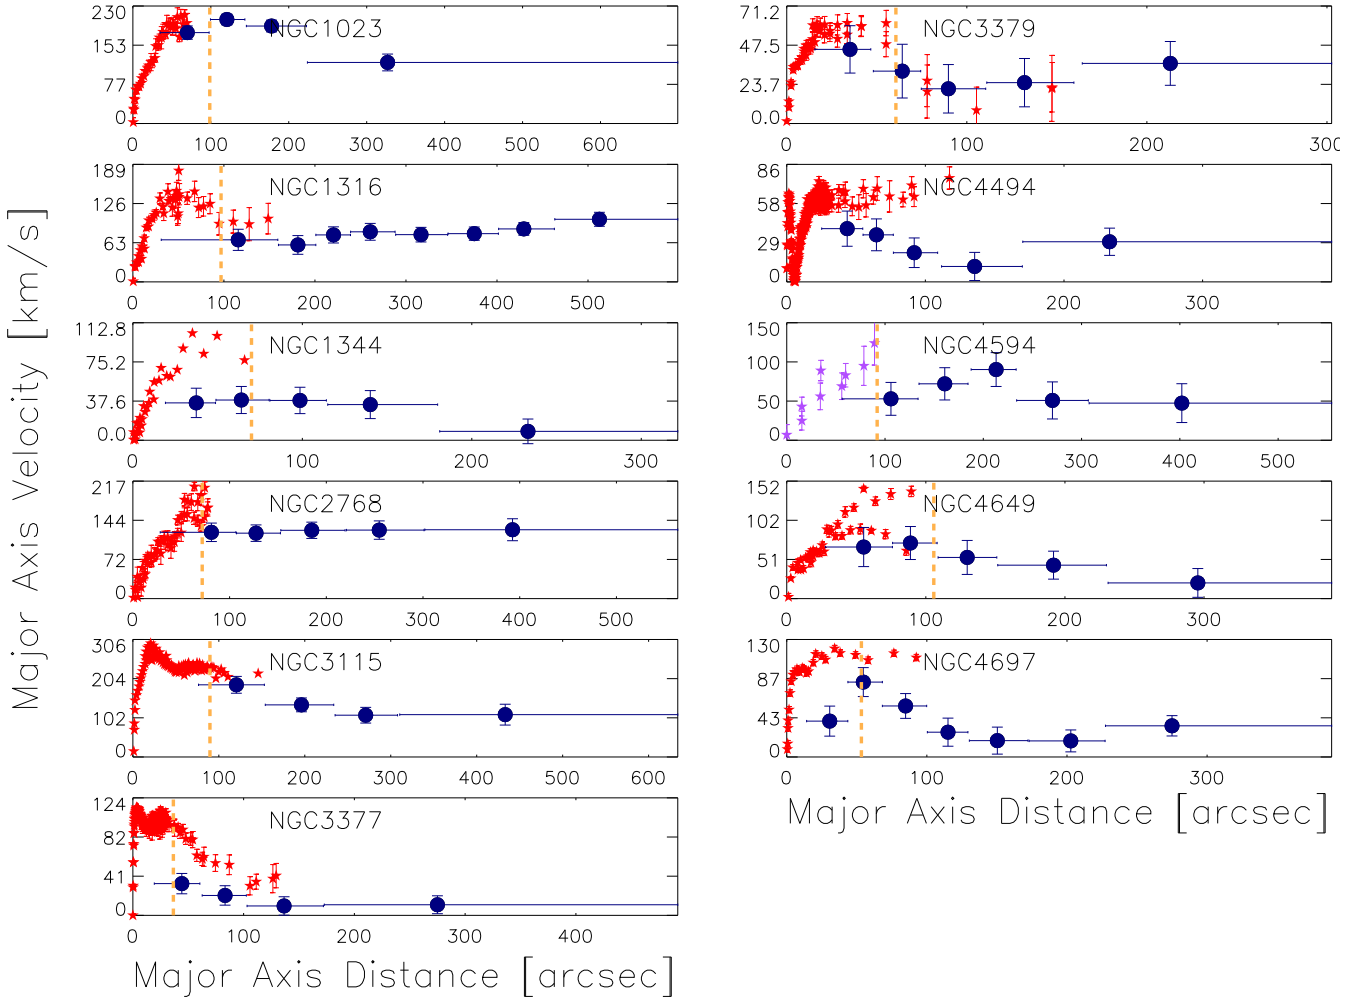 Major Axis Velocity [km/s]
230
153
77
0
NGC1023
0 100 200 300 400 500 600 700
189
126
63
0
NGC1316
0 100 200 300 400 500
112.8
75.2
37.6
0.0
NGC1344
0 100 200 300
217
144
72
0
NGC2768
0 100 200 300 400 500
306
204
102
0
NGC3115
0 100 200 300 400 500 600
124
82
41
0
NGC3377
0 100 200 300 400
Major Axis Distance [arcsec]
71.2
47.5
23.7
0.0
NGC3379
0 100 200 300
86
58
29
0
NGC4494
0 100 200 300
150
100
50
0
NGC4594
0 100 200 300 400 500
152
102
51
0
NGC4649
0 100 200 300
130
87
43
0
NGC4697
0 100 200 300
Major Axis Distance [arcsec]